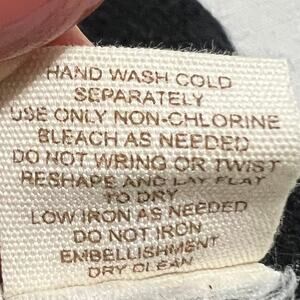 HAND WASH COLD
SEPARATELY
USE ONLY NON-CHLORINE
BLEACH AS NEEDED
DO NOT WRING OR TWIST
RESHAPE AND LAY FLAT
TO DRY
LOW IRON AS NEEDED
DO NOT IRON
EMBELLISHMENT
DRY CLEAN